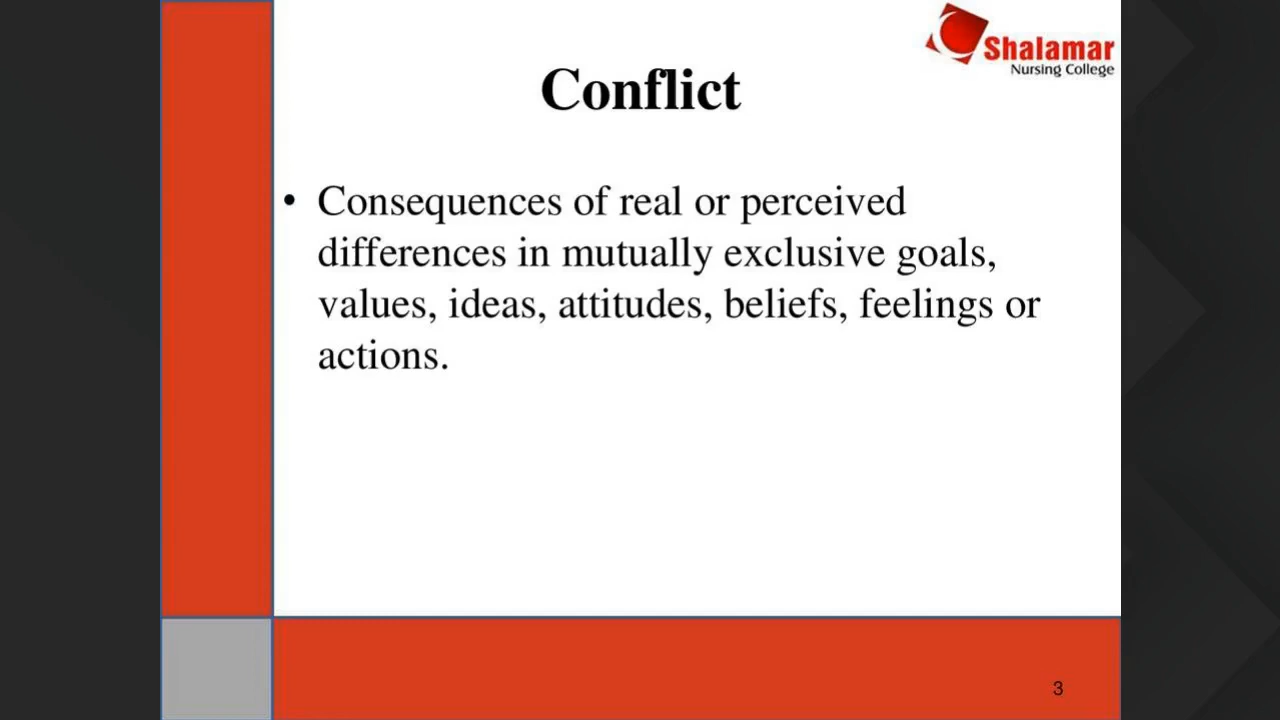 Shalamar
Nursing College
Conflict
• Consequences of real or perceived
differences in mutually exclusive goals,
values, ideas, attitudes, beliefs, feelings or
actions.
3